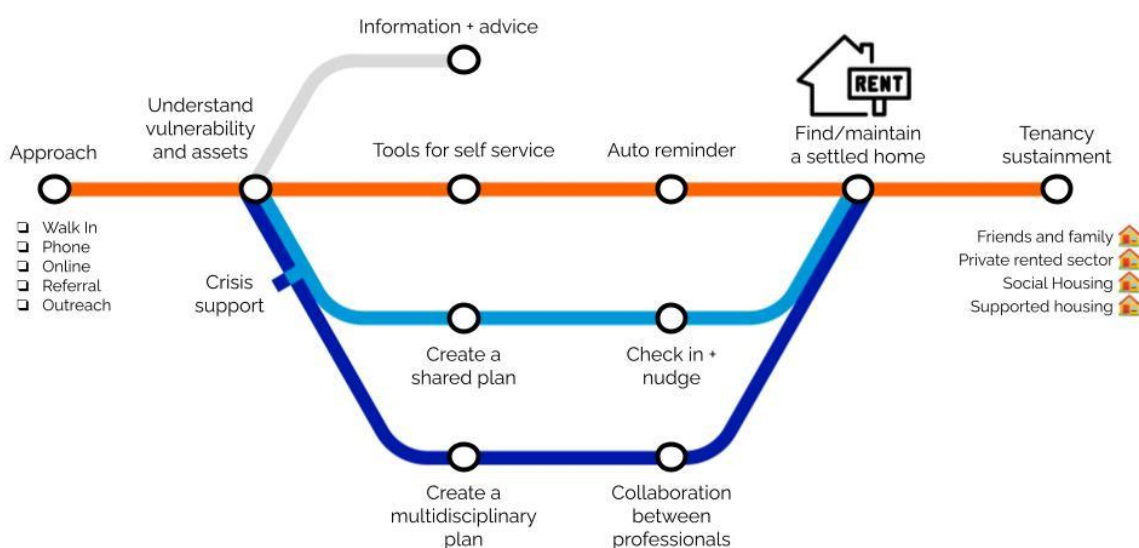 Information + advice
RENT
Understand
vulnerability
and assets
Approach
Tools for self service
Auto reminder
Find/maintain
a settled home
Tenancy
sustainment
Walk In
Phone
Online
Referral
Outreach
Friends and family
Private rented sector
Social Housing
Supported housing
Crisis
support
Create a
shared plan
Check in +
nudge
Create a
multidisciplinary
plan
Collaboration
between
professionals